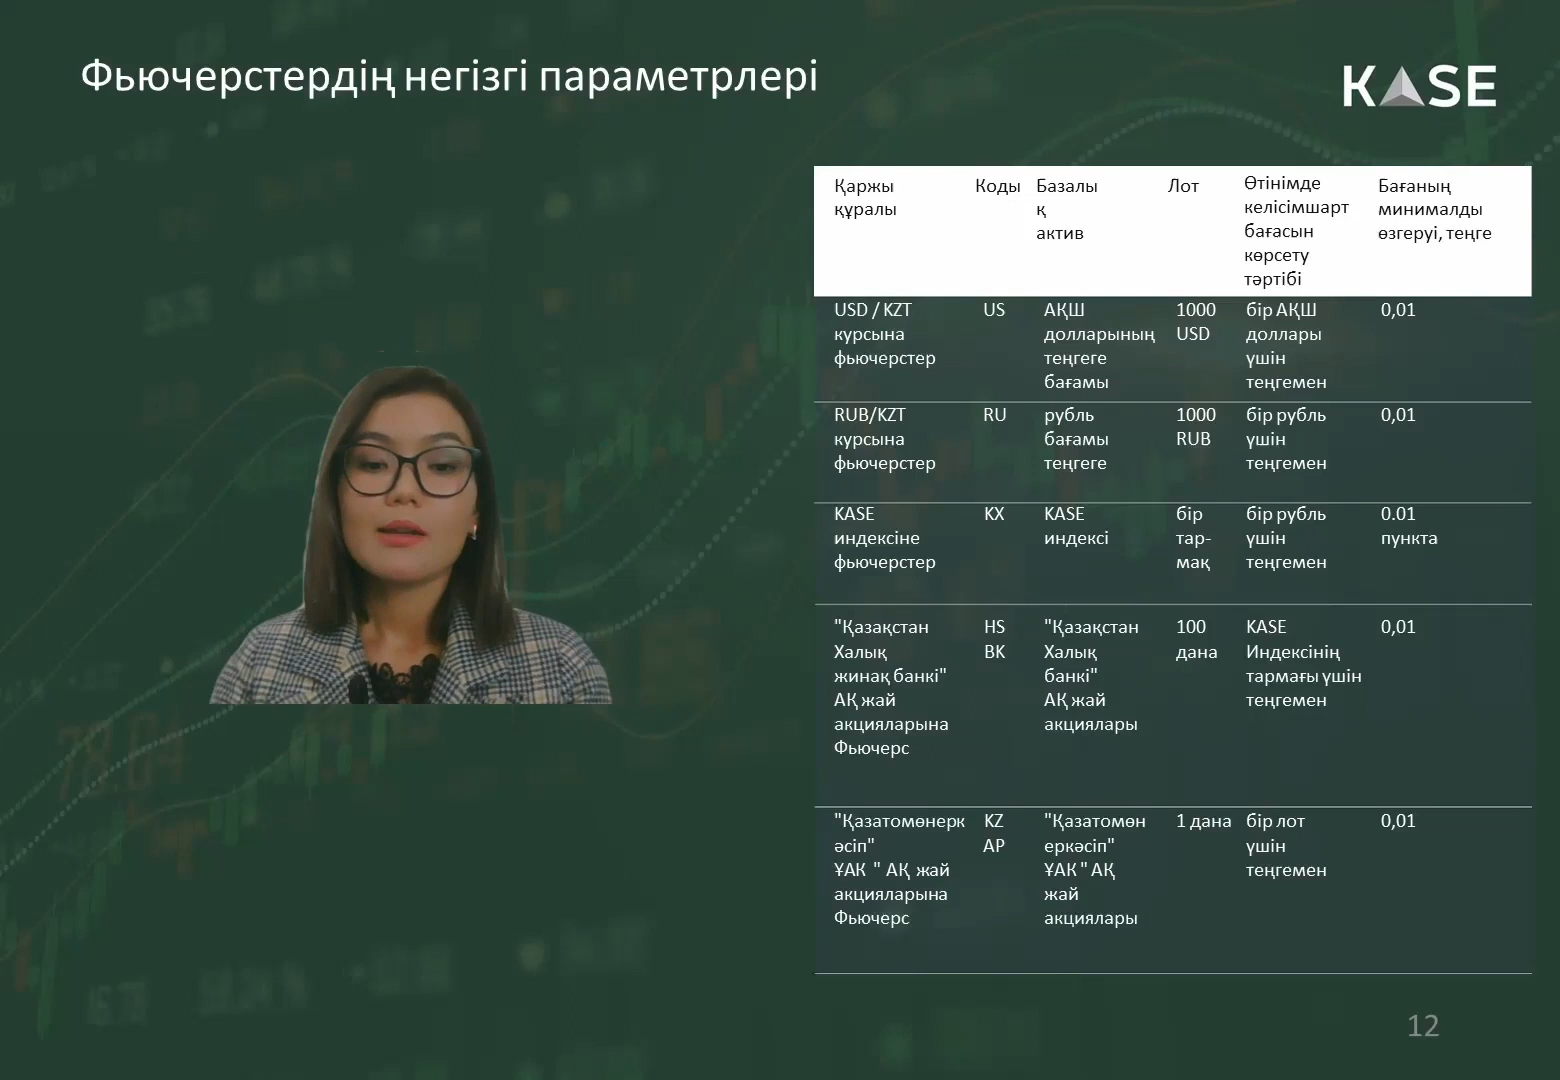 Фьючерстердің негізгі параметрлері
KASE
Қаржы
құралы
Коды
Базалы
қ
актив
Лот
Өтінімде
келісімшарт
бағасын
көрсету
тәртібі
Бағаның
минималды
өзгеруі, теңге
USD / KZT
курсына
фьючерстер
US
АҚШ
долларының
теңгеге
бағамы
1000
USD
бір АҚШ
доллары
үшін
теңгемен
0,01
RUB/KZT
курсына
фьючерстер
RU
рубль
бағамы
теңгеге
1000
RUB
бір рубль
үшін
теңгемен
0,01
KASE
индексіне
фьючерстер
KX
KASE
индексі
бір
тар-
мақ
бір рубль
үшін
теңгемен
0.01
пункта
"Қазақстан
Халық
жинақ банкі"
АҚ жай
акцияларына
Фьючерс
HS
BK
"Қазақстан
Халық
банкі"
АҚ жай
акциялары
100
дана
KASE
Индексінің
тармағы үшін
теңгемен
0,01
"Қазатомөнерк
әсіп"
ҰАК " АҚ жай
акцияларына
Фьючерс
KZ
AP
"Қазатомөн
еркәсіп"
ҰАК " АҚ
жай
акциялары
1 дана
бір лот
үшін
теңгемен
0,01
12
78.04